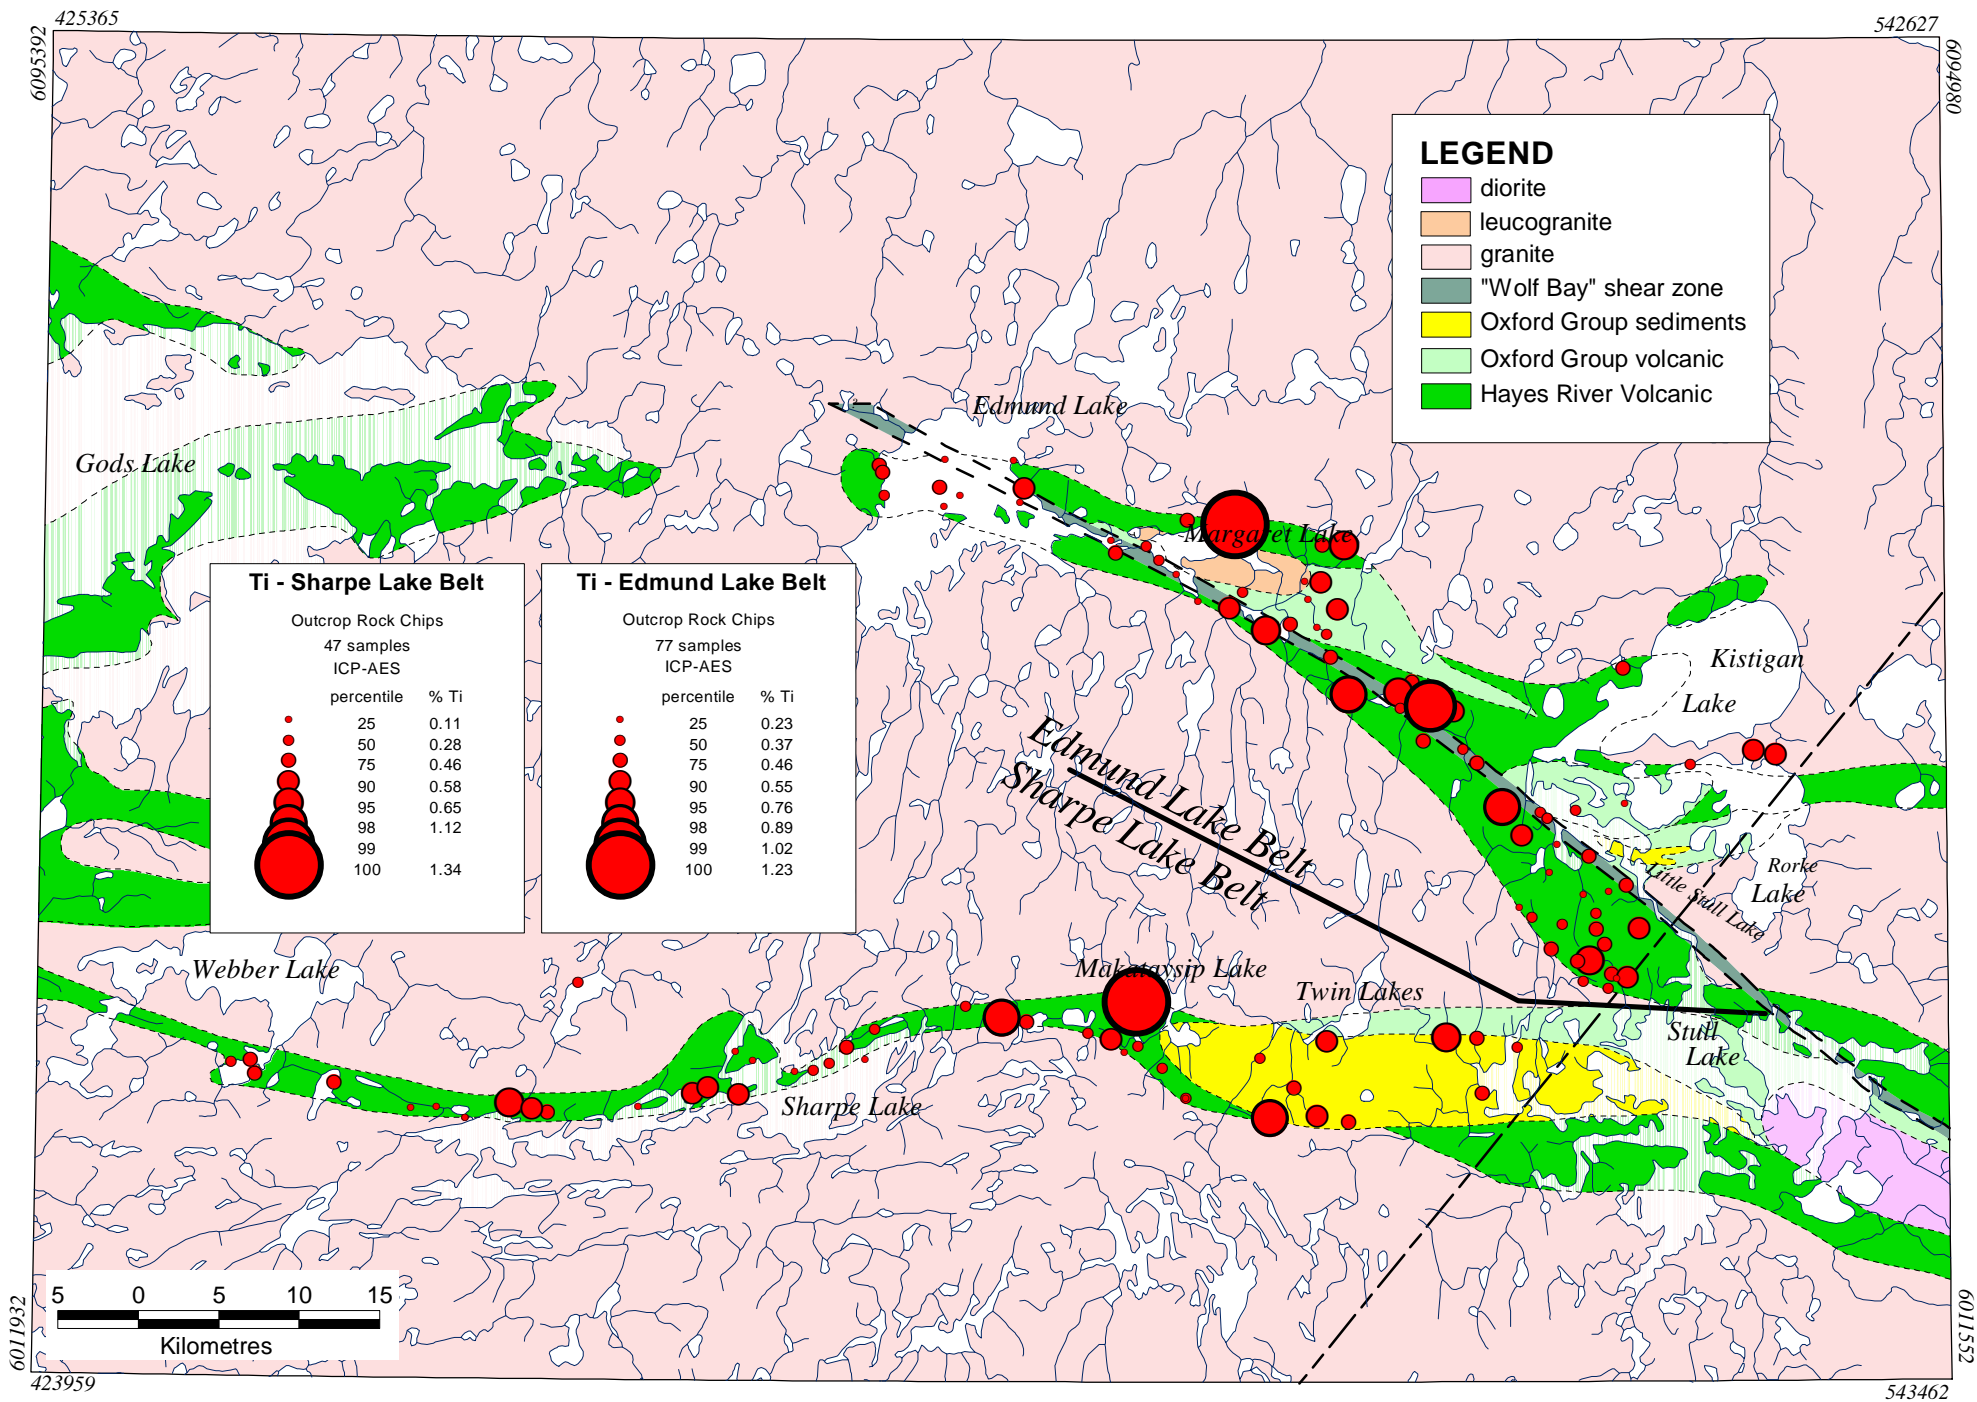 425365
542627
6095392
6094980
LEGEND
diorite
leucogranite
granite
"Wolf Bay" shear zone
Oxford Group sediments
Oxford Group volcanic
Hayes River Volcanic
Edmund Lake
Gods Lake
Margaret Lake
Ti - Sharpe Lake Belt
Outcrop Rock Chips
47 samples
ICP-AES
percentile % Ti
25 0.11
50 0.28
75 0.46
90 0.58
95 0.65
98 1.12
99
100 1.34
Ti - Edmund Lake Belt
Outcrop Rock Chips
77 samples
ICP-AES
percentile % Ti
25 0.23
50 0.37
75 0.46
90 0.55
95 0.76
98 0.89
99 1.02
100 1.23
Kistigan
Lake
Edmund Lake Belt
Sharpe Lake Belt
Rorke
Lake
Little Stull Lake
Webber Lake
Makataysip Lake
Twin Lakes
Stull
Lake
Sharpe Lake
5 0 5 10 15
Kilometres
6011932
6011552
423959
543462